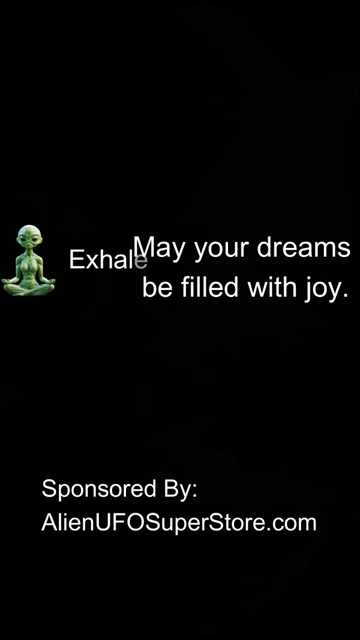 Exhale
May your dreams
be filled with joy.
Sponsored By:
AlienUFOSuperStore.com